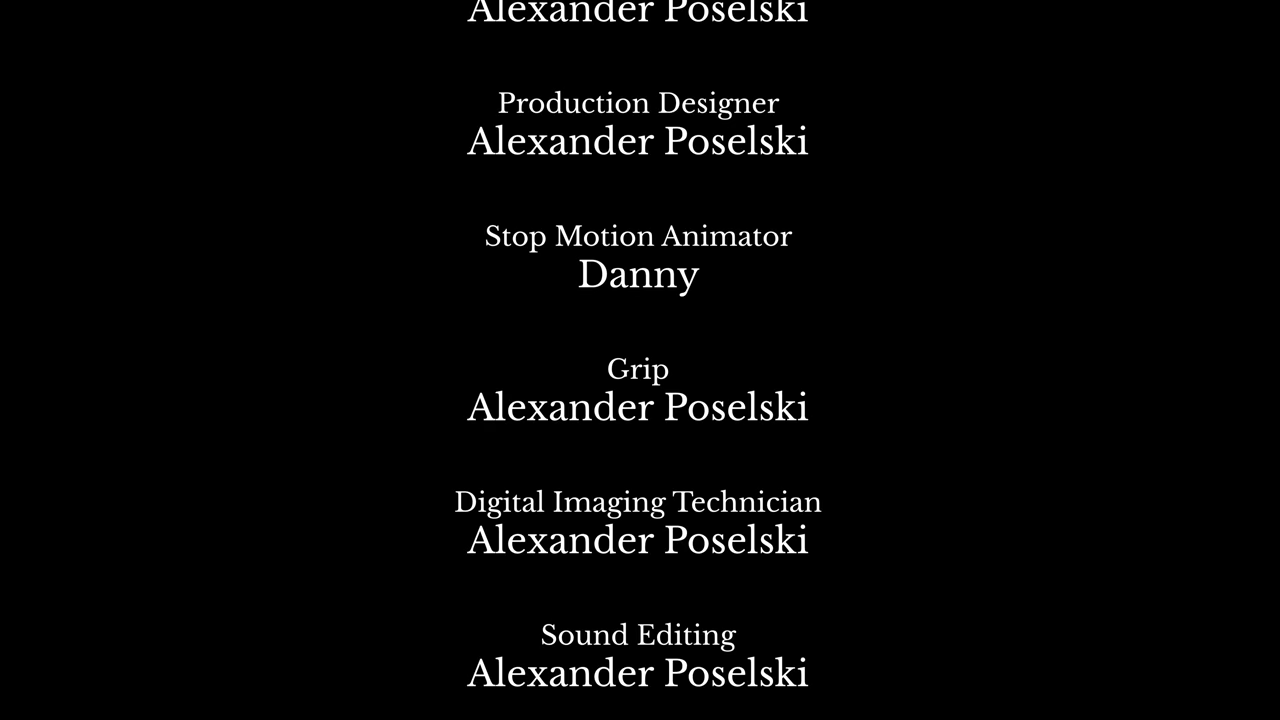 Alexander Poselski
Production Designer
Alexander Poselski
Stop Motion Animator
Danny
Grip
Alexander Poselski
Digital Imaging Technician
Alexander Poselski
Sound Editing
Alexander Poselski